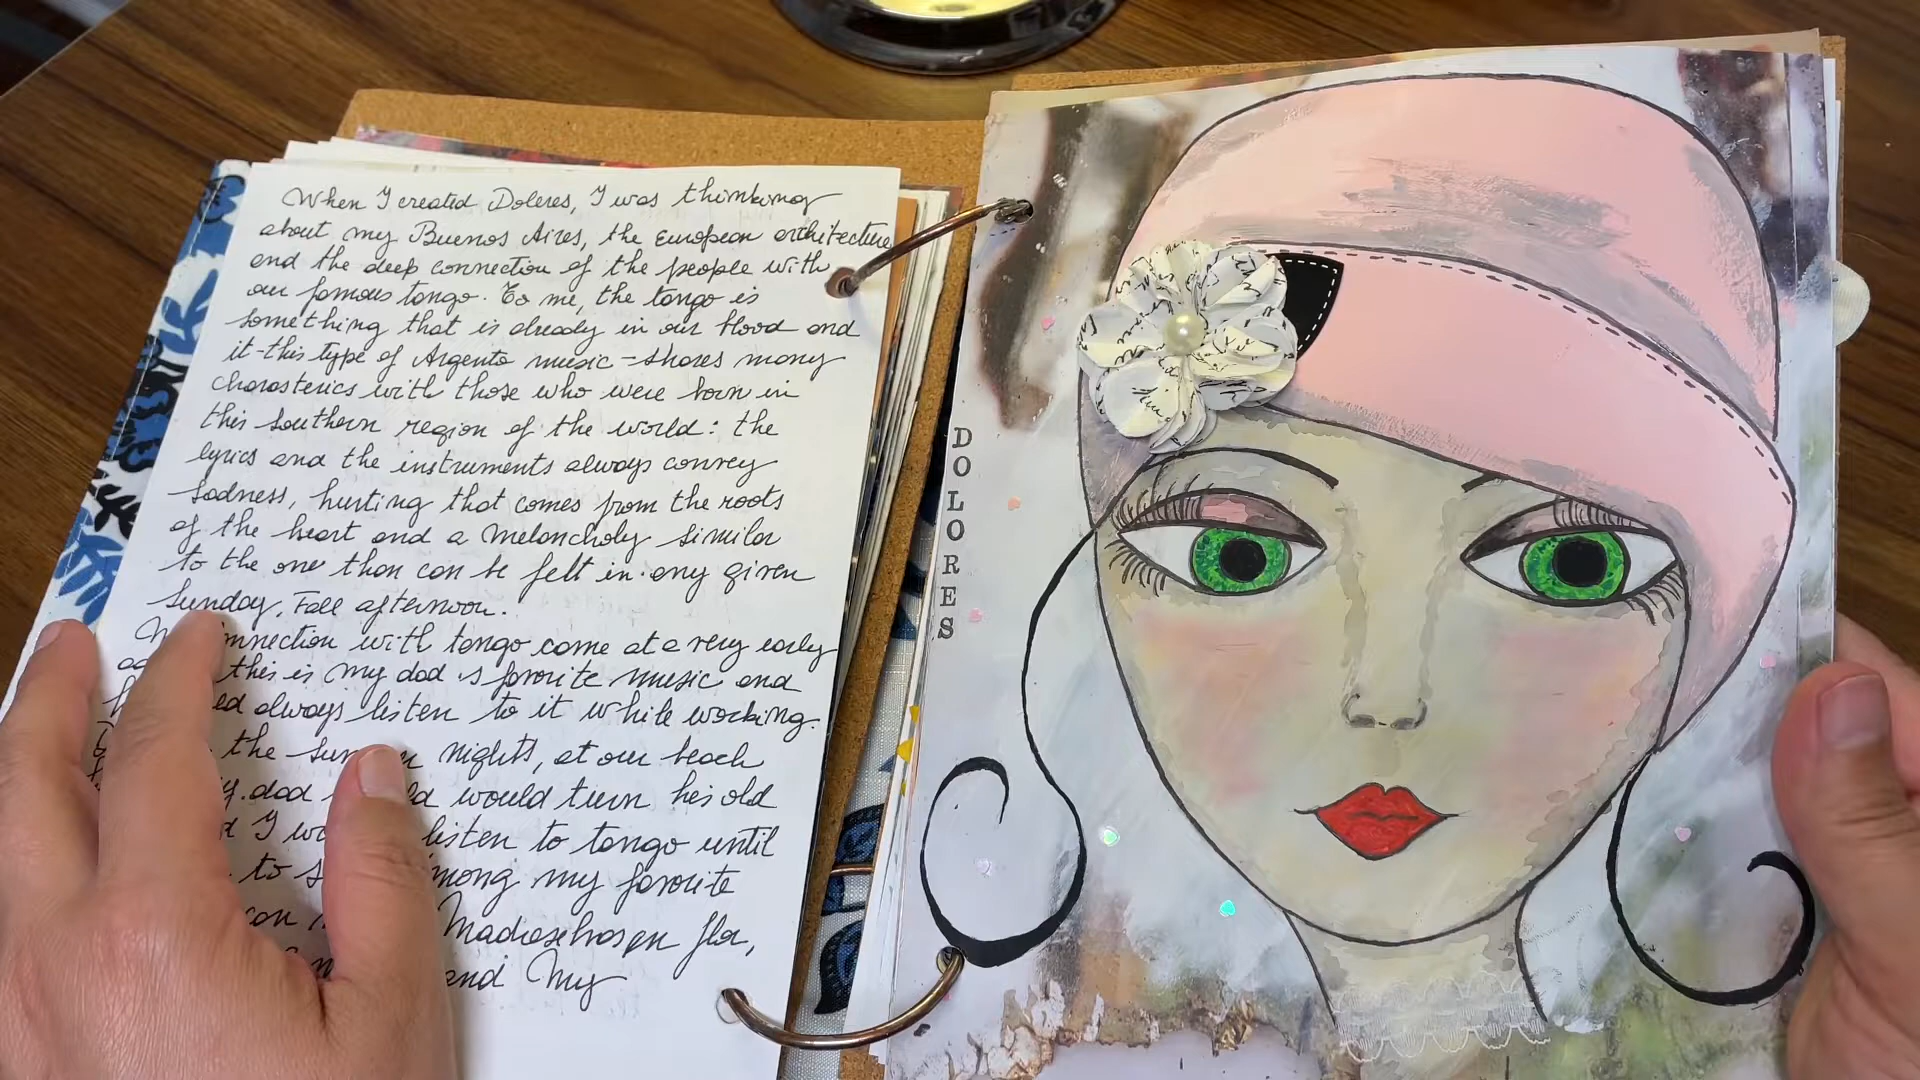 When I created Dolores, I was thinking
about my Buenos Aires, the European architecture
and the deep connection of the people with
our famous tongo. To me, the tango is
something that is already in our blood and
it-this type of Argento music-shares many
charasterics with those who were born in
this southern region of the world: the
lyrics and the instruments always convey
sadness, hurting that comes from the roots
of the heart and a melancholy similar
to the one than can be felt in any given
Sunday, Fall afternoon.
connection with tango come at a very early
this is my dad's favorite music and
always listen to it while working.
the nights, at our beach
dad would turn his old
I listen to tango until
to among my favorite
Madreselvas en flor,
and My
DOLORES